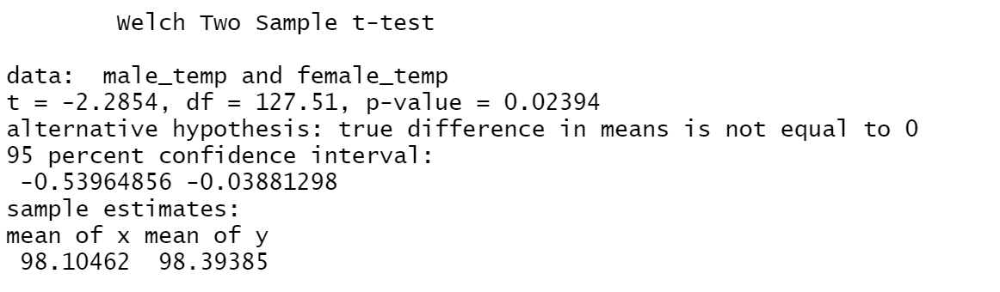 Welch Two Sample t-test
data:  male_temp and female_temp
t = -2.2854, df = 127.51, p-value = 0.02394
alternative hypothesis: true difference in means is not equal to 0
95 percent confidence interval:
 -0.53964856 -0.03881298
sample estimates:
mean of x mean of y
 98.10462  98.39385